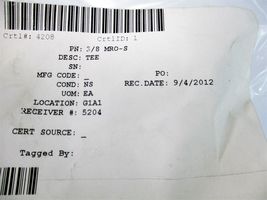 Crtl#: 4208 CrtlID: 1
PN: 3/8 MRO-S
DESC: TEE
SN:
MFG CODE: _ PO:
COND: NS REC.DATE: 9/4/2012
UOM: EA
LOCATION: G1A1
RECEIVER #: 5204
CERT SOURCE: _
Tagged By: